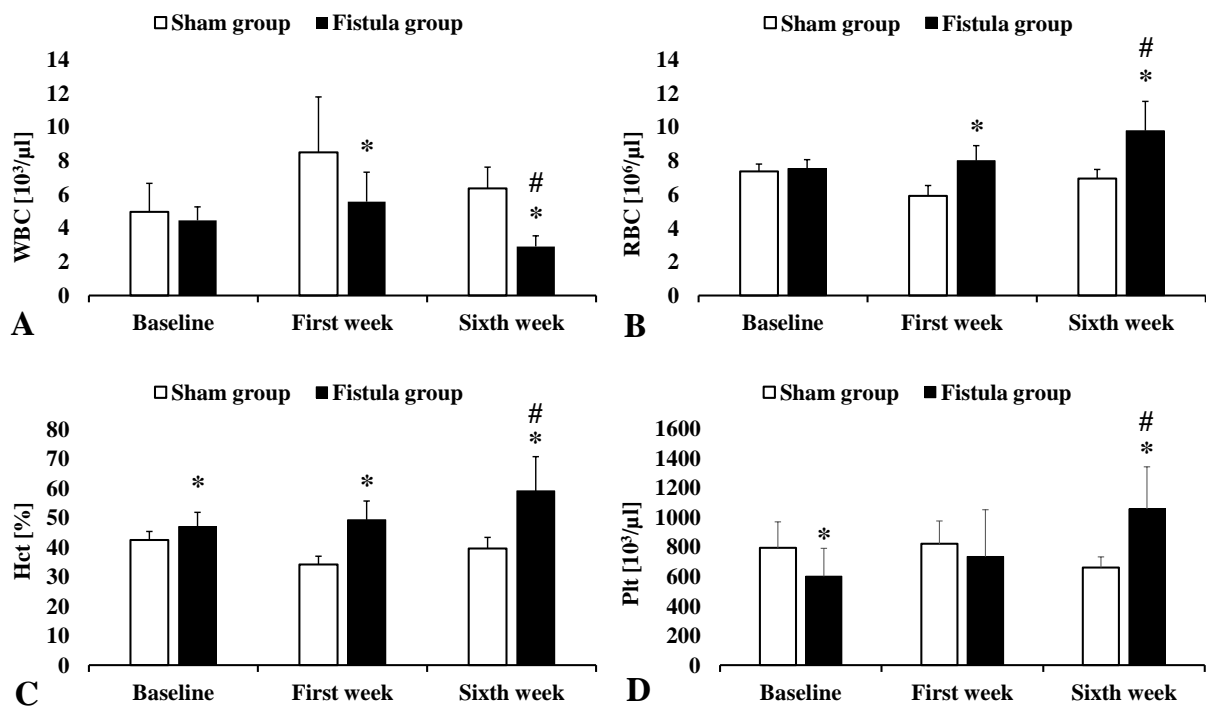 Sham group Fistula group
14
12
10
8
6
4
2
0
WBC [10³/µl]
*
#
*
Baseline First week Sixth week
A
Sham group Fistula group
14
12
10
8
6
4
2
0
RBC [10⁶/µl]
*
#
*
Baseline First week Sixth week
B
Sham group Fistula group
80
70
60
50
40
30
20
10
0
Hct [%]
*
*
#
*
Baseline First week Sixth week
C
Sham group Fistula group
1600
1400
1200
1000
800
600
400
200
0
Plt [10³/µl]
*
#
*
Baseline First week Sixth week
D